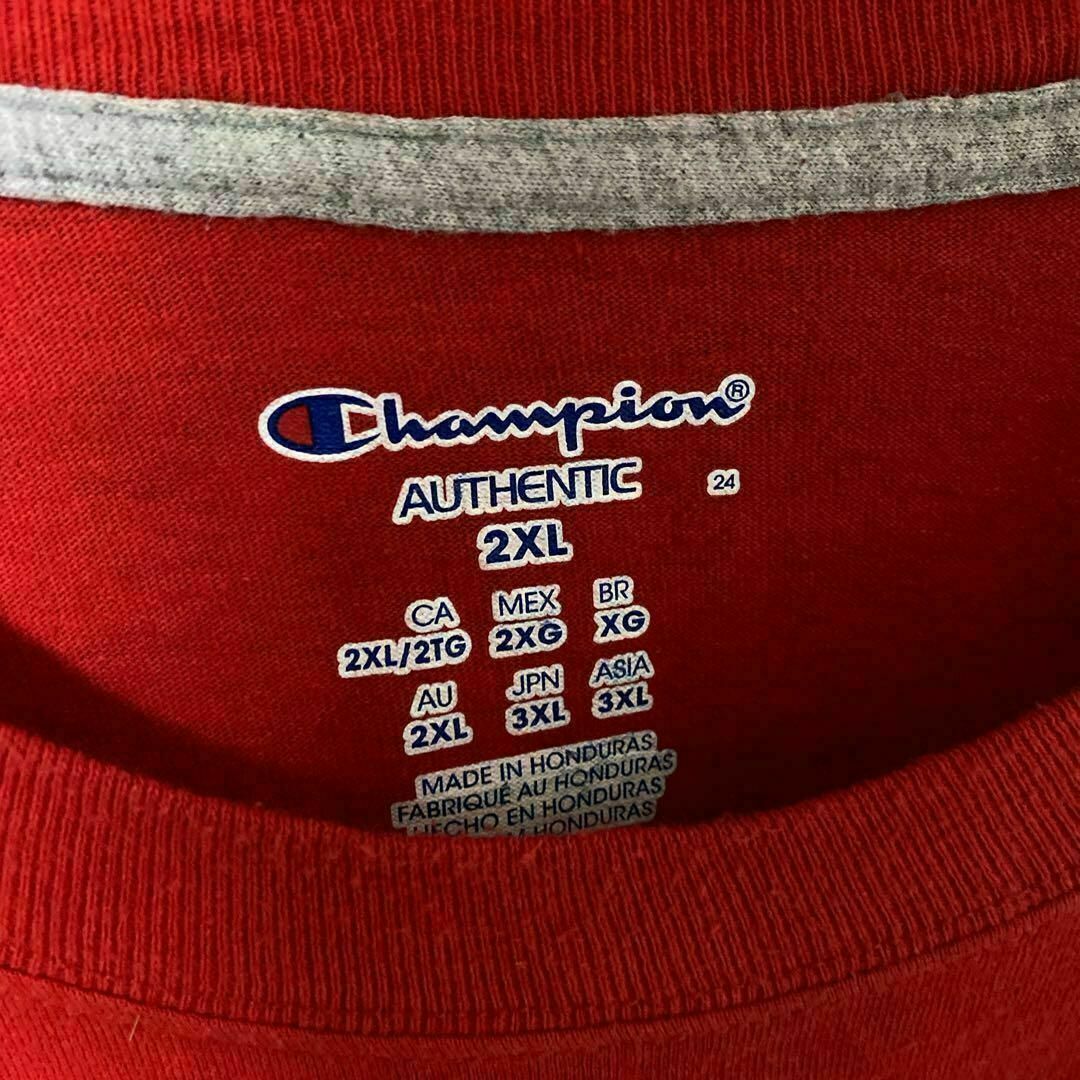 Champion®
AUTHENTIC 24
2XL
CA MEX BR
2XL/2TG 2XG XG
AU JPN ASIA
2XL 3XL 3XL
MADE IN HONDURAS
FABRIQUÉ AU HONDURAS
HECHO EN HONDURAS
HONDURAS